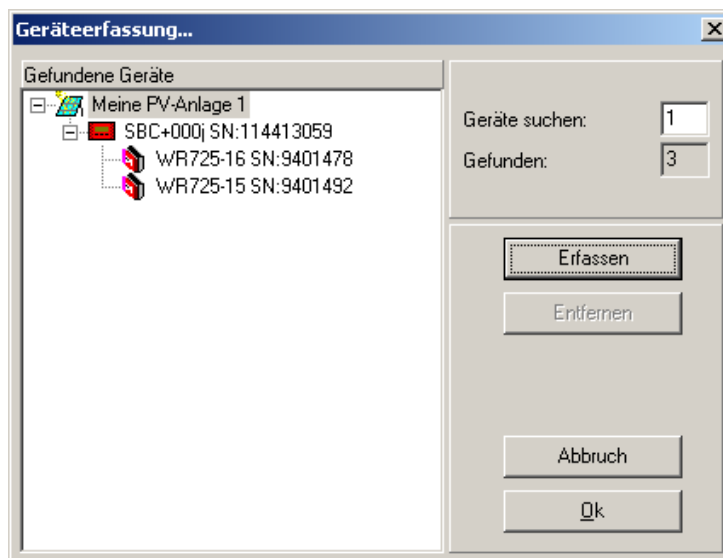 Geräteerfassung...
Gefundene Geräte
Meine PV-Anlage 1
SBC+000j SN:114413059
WR725-16 SN:9401478
WR725-15 SN:9401492
Geräte suchen: 1
Gefunden: 3
Erfassen
Entfernen
Abbruch
Ok